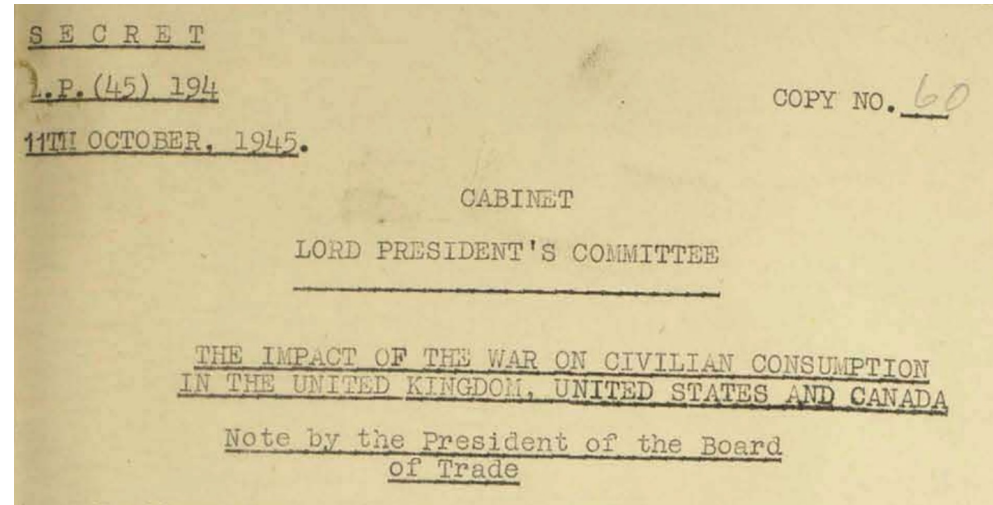 SECRET
L.P.(45) 194
COPY NO. 60
11TH OCTOBER, 1945.
CABINET
LORD PRESIDENT'S COMMITTEE
THE IMPACT OF THE WAR ON CIVILIAN CONSUMPTION
IN THE UNITED KINGDOM, UNITED STATES AND CANADA
Note by the President of the Board
of Trade